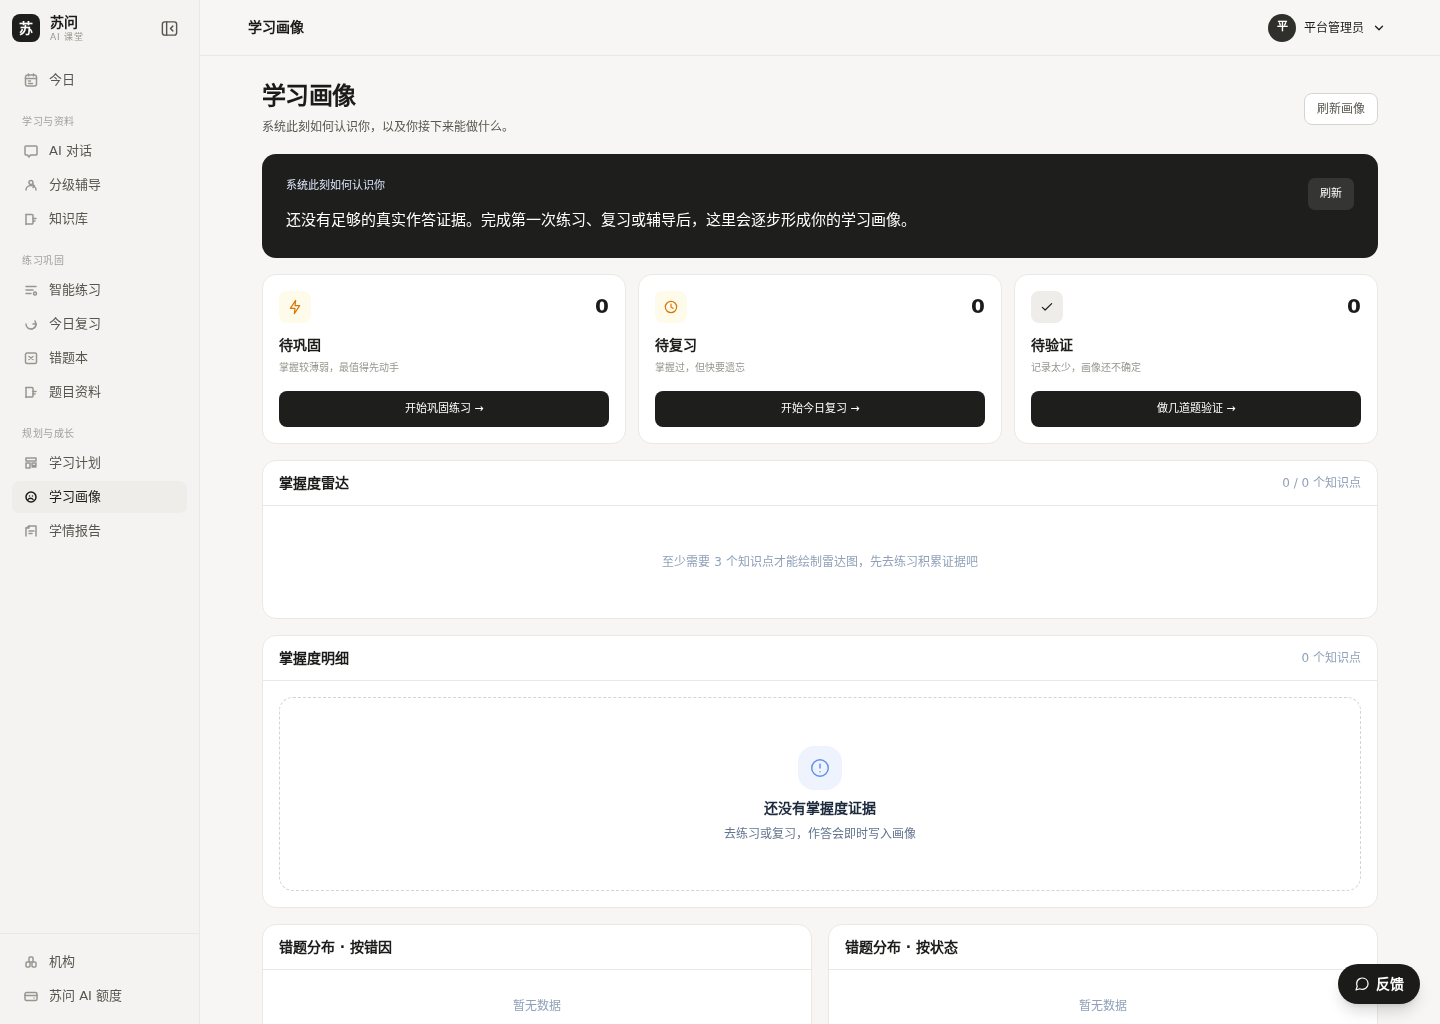 苏
苏问
AI 课堂
今日
学习与资料
AI 对话
分级辅导
知识库
练习巩固
智能练习
今日复习
错题本
题目资料
规划与成长
学习计划
学习画像
学情报告
机构
苏问 AI 额度
学习画像
平
平台管理员
学习画像
系统此刻如何认识你，以及你接下来能做什么。
刷新画像
系统此刻如何认识你
还没有足够的真实作答证据。完成第一次练习、复习或辅导后，这里会逐步形成你的学习画像。
刷新
0
待巩固
掌握较薄弱，最值得先动手
开始巩固练习 →
0
待复习
掌握过，但快要遗忘
开始今日复习 →
0
待验证
记录太少，画像还不确定
做几道题验证 →
掌握度雷达
0 / 0 个知识点
至少需要 3 个知识点才能绘制雷达图，先去练习积累证据吧
掌握度明细
0 个知识点
还没有掌握度证据
去练习或复习，作答会即时写入画像
错题分布 · 按错因
暂无数据
错题分布 · 按状态
暂无数据
反馈